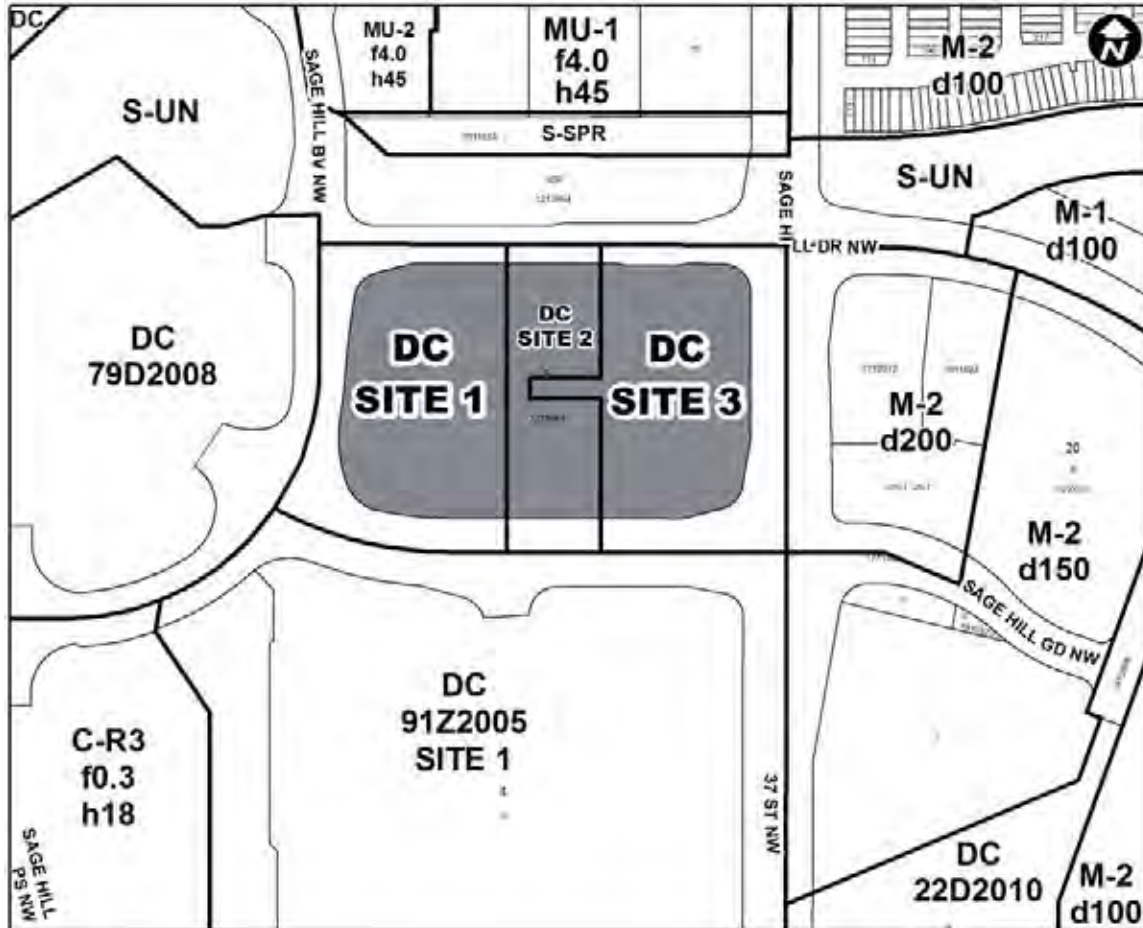 DC
MU-2
f4.0
h45
MU-1
f4.0
h45
M-2
d100
N
S-UN
SAGE HILL BV NW
S-SPR
S-UN
SAGE HI
LL DR NW
M-1
d100
DC
79D2008
DC
SITE 1
DC
SITE 2
DC
SITE 3
M-2
d200
20
M-2
d150
SAGE HILL GD NW
DC
91Z2005
SITE 1
C-R3
f0.3
h18
SAGE HILL
PS NW
37 ST NW
DC
22D2010
M-2
d100